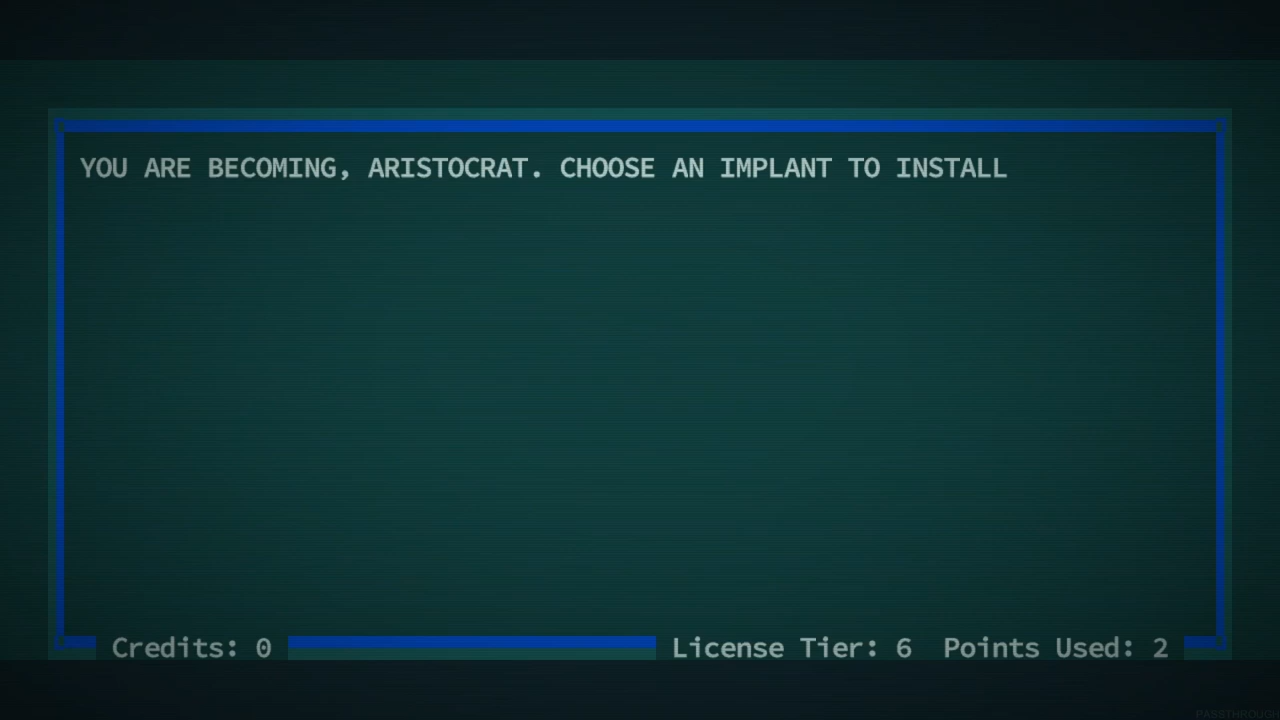 YOU ARE BECOMING, ARISTOCRAT. CHOOSE AN IMPLANT TO INSTALL
Credits: 0
License Tier: 6 Points Used: 2